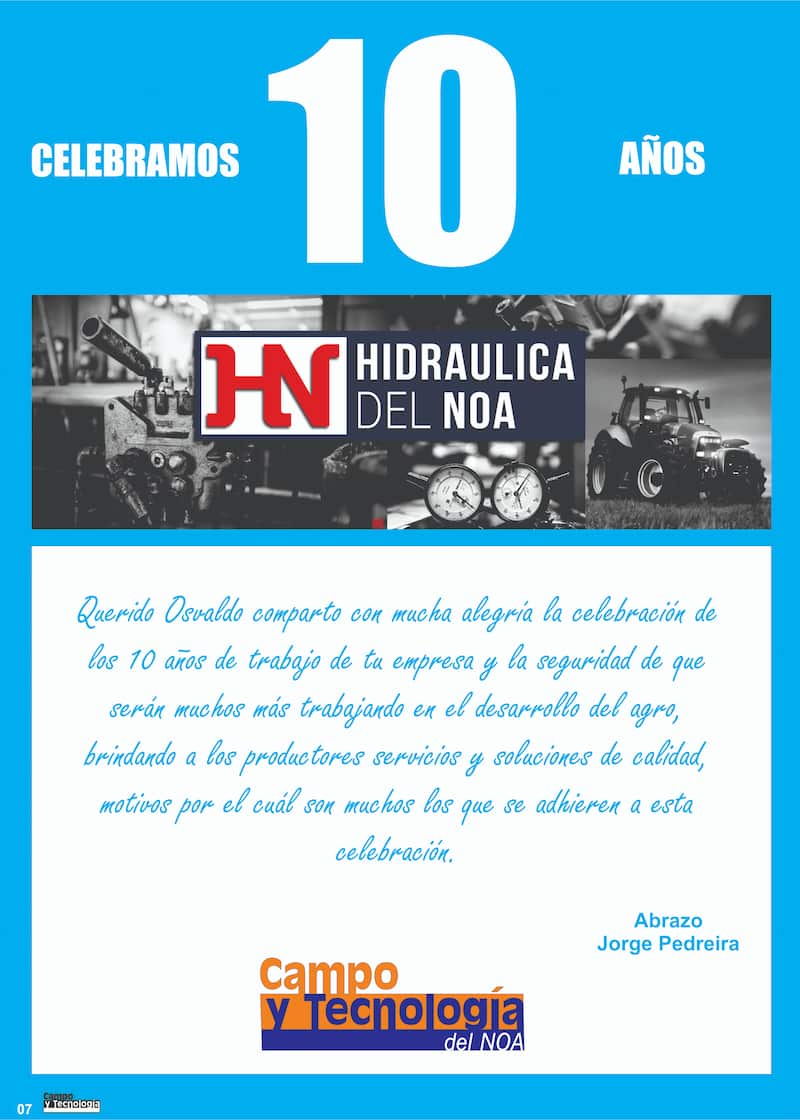 CELEBRAMOS 10 AÑOS
HN HIDRAULICA
DEL NOA
Querido Osvaldo comparto con mucha alegría la celebración de
los 10 años de trabajo de tu empresa y la seguridad de que
serán muchos más trabajando en el desarrollo del agro,
brindando a los productores servicios y soluciones de calidad,
motivos por el cuál son muchos los que se adhieren a esta
celebración.
Abrazo
Jorge Pedreira
Campo
y Tecnología
del NOA
07 Campo
y Tecnología